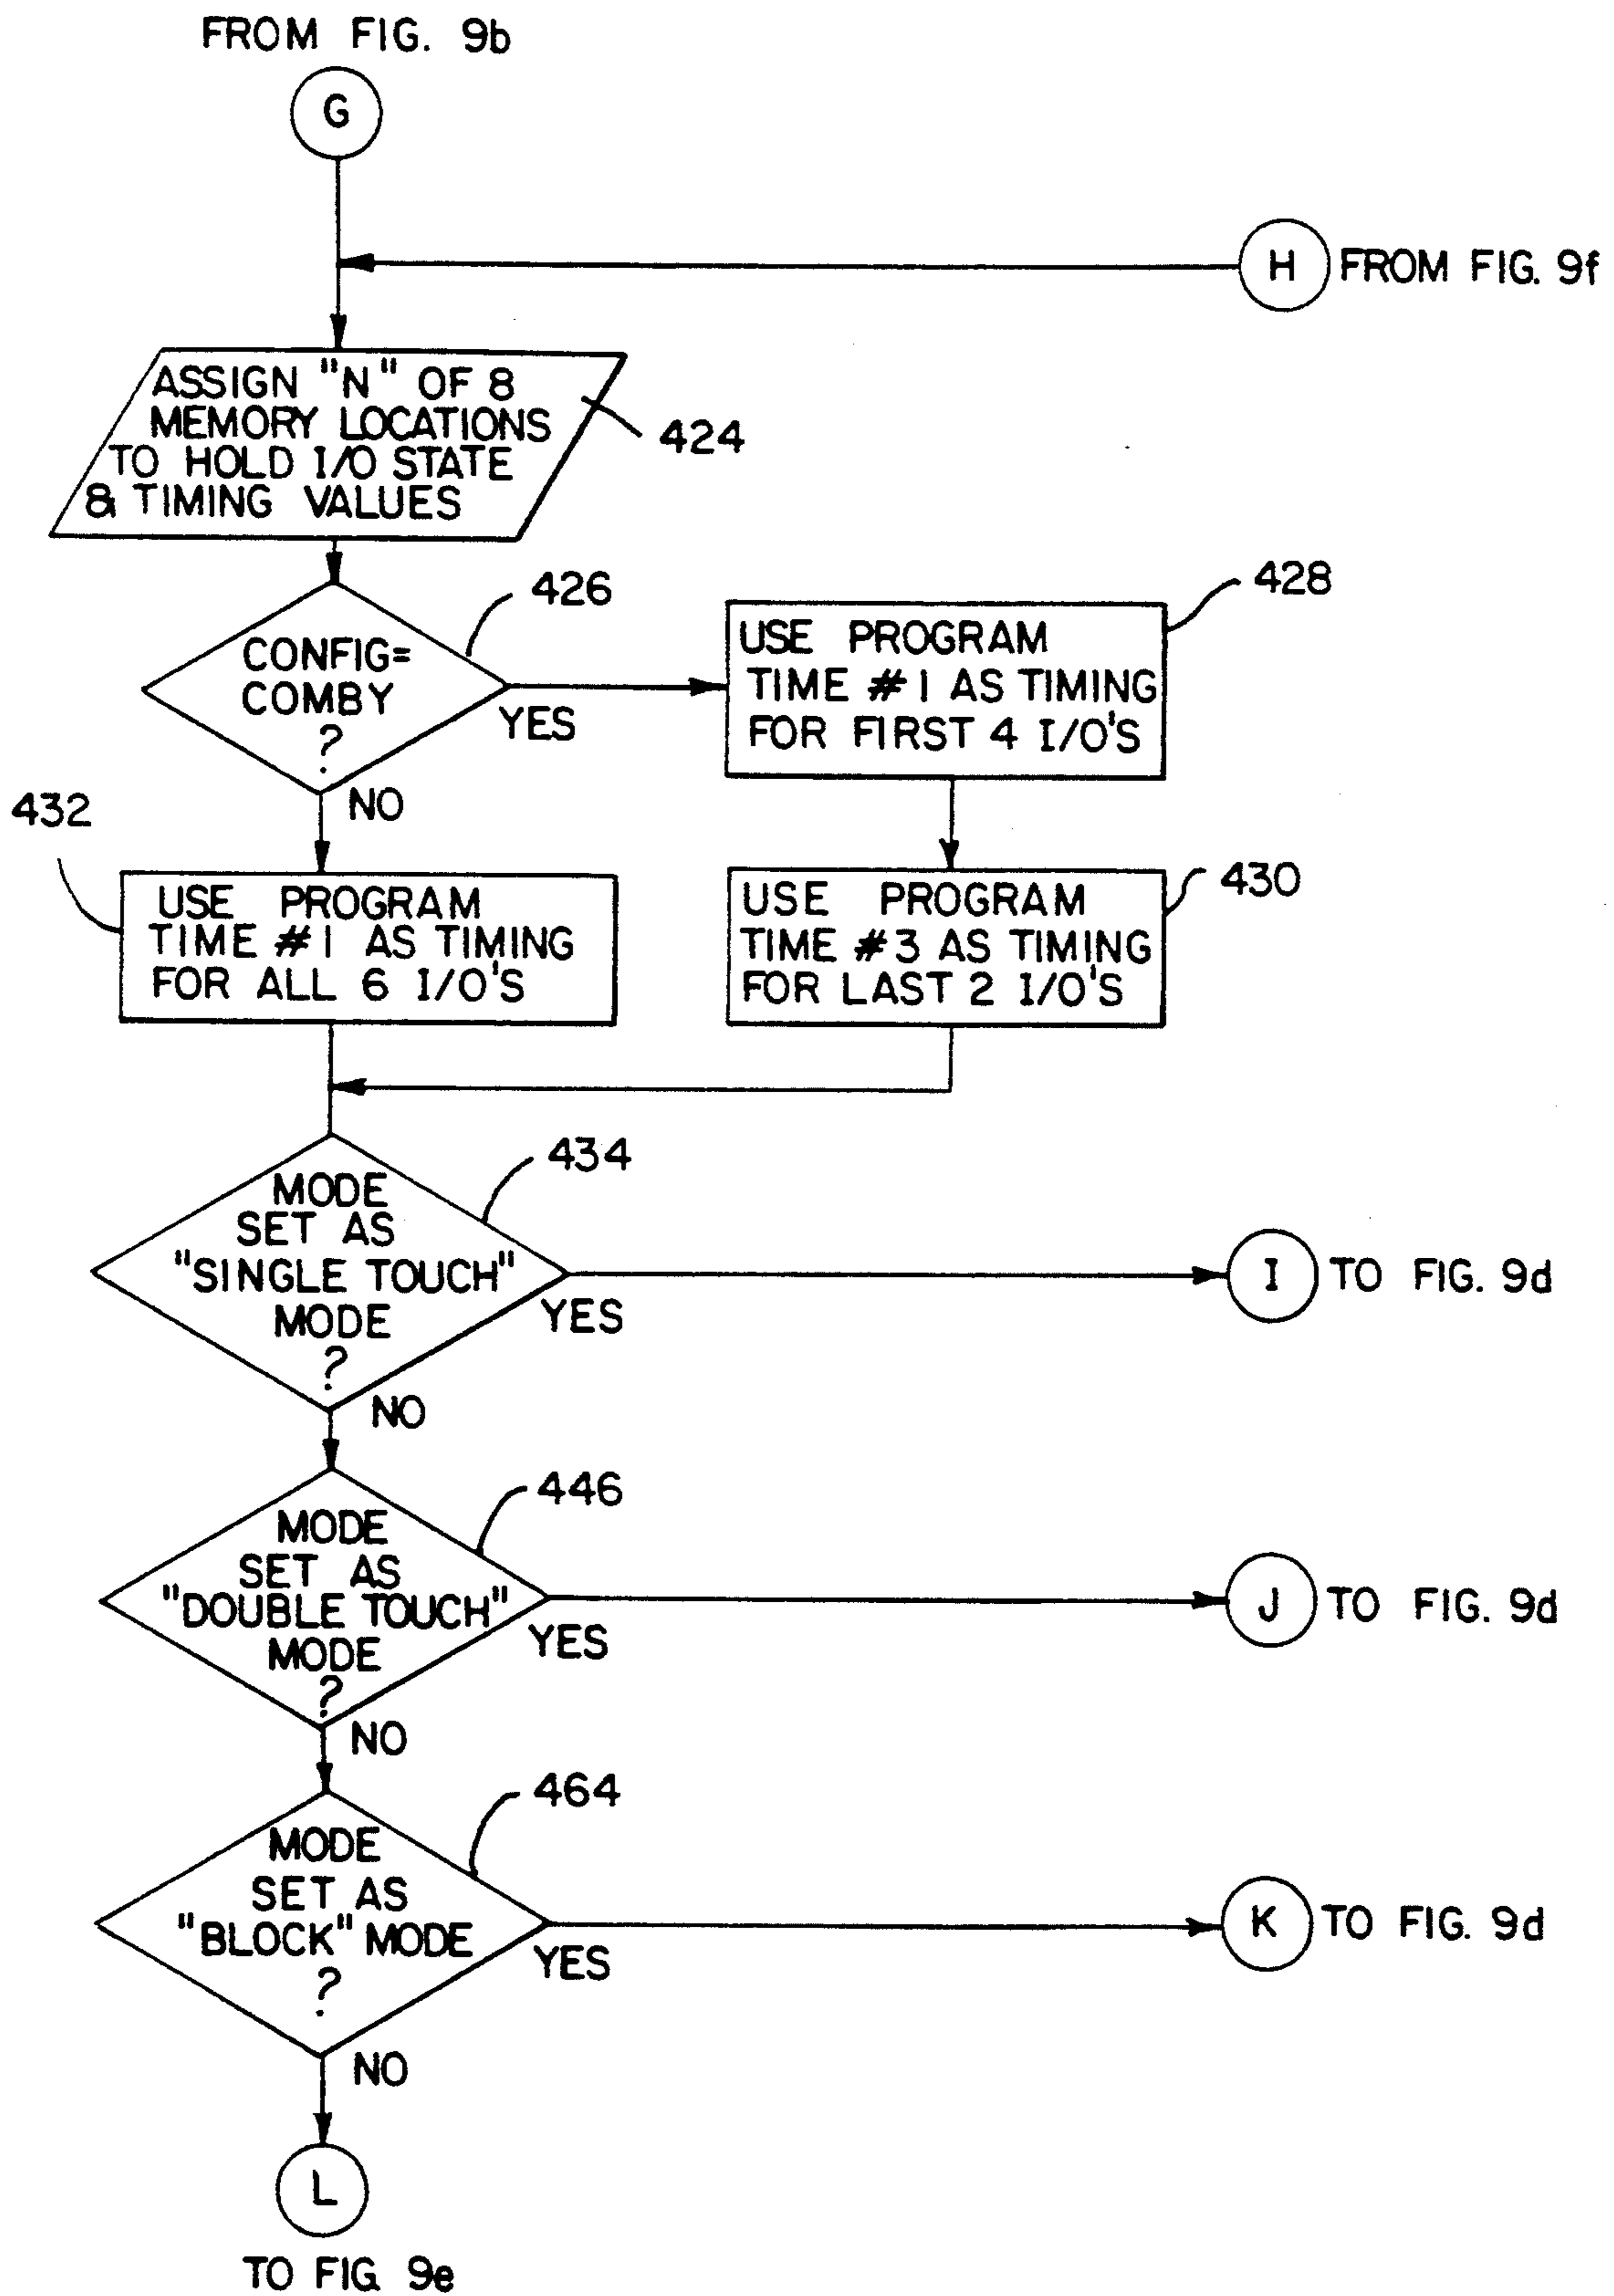 FROM FIG. 9b
G
H FROM FIG. 9f
ASSIGN "N" OF 8
MEMORY LOCATIONS
TO HOLD I/O STATE
& TIMING VALUES
424
426
CONFIG=
COMBY
?
YES
NO
428
USE PROGRAM
TIME #1 AS TIMING
FOR FIRST 4 I/O'S
432
USE PROGRAM
TIME #1 AS TIMING
FOR ALL 6 I/O'S
430
USE PROGRAM
TIME #3 AS TIMING
FOR LAST 2 I/O'S
434
MODE
SET AS
"SINGLE TOUCH"
MODE
?
YES
NO
I TO FIG. 9d
446
MODE
SET AS
"DOUBLE TOUCH"
MODE
?
YES
NO
J TO FIG. 9d
464
MODE
SET AS
"BLOCK" MODE
?
YES
NO
K TO FIG. 9d
L
TO FIG. 9e